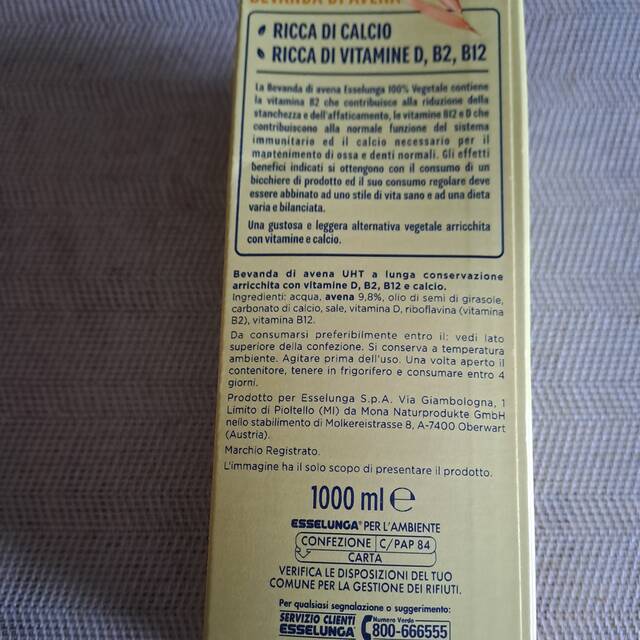 BEVANDA DI AVENA
RICCA DI CALCIO
RICCA DI VITAMINE D, B2, B12
La Bevanda di avena Esselunga 100% Vegetale contiene
la vitamina B2 che contribuisce alla riduzione della
stanchezza e dell'affaticamento, le vitamine B12 e D che
contribuiscono alla normale funzione del sistema
immunitario ed il calcio necessario per il
mantenimento di ossa e denti normali. Gli effetti
benefici indicati si ottengono con il consumo di un
bicchiere di prodotto ed il suo consumo regolare deve
essere abbinato ad uno stile di vita sano e ad una dieta
varia e bilanciata.
Una gustosa e leggera alternativa vegetale arricchita
con vitamine e calcio.
Bevanda di avena UHT a lunga conservazione
arricchita con vitamine D, B2, B12 e calcio.
Ingredienti: acqua, avena 9,8%, olio di semi di girasole,
carbonato di calcio, sale, vitamina D, riboflavina (vitamina
B2), vitamina B12.
Da consumarsi preferibilmente entro il: vedi lato
superiore della confezione. Si conserva a temperatura
ambiente. Agitare prima dell'uso. Una volta aperto il
contenitore, tenere in frigorifero e consumare entro 4
giorni.
Prodotto per Esselunga S.p.A. Via Giambologna, 1
Limito di Pioltello (MI) da Mona Naturprodukte GmbH
nello stabilimento di Molkereistrasse 8, A-7400 Oberwart
(Austria).
Marchio Registrato.
L'immagine ha il solo scopo di presentare il prodotto.
1000 ml e
ESSELUNGA® PER L'AMBIENTE
CONFEZIONE C/PAP 84
CARTA
VERIFICA LE DISPOSIZIONI DEL TUO
COMUNE PER LA GESTIONE DEI RIFIUTI.
Per qualsiasi segnalazione o suggerimento:
SERVIZIO CLIENTI Numero Verde
ESSELUNGA® 800-666555